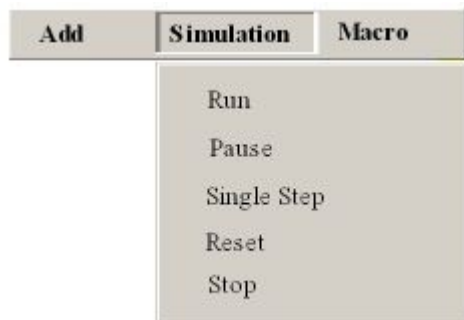 Add Simulation Macro
Run
Pause
Single Step
Reset
Stop